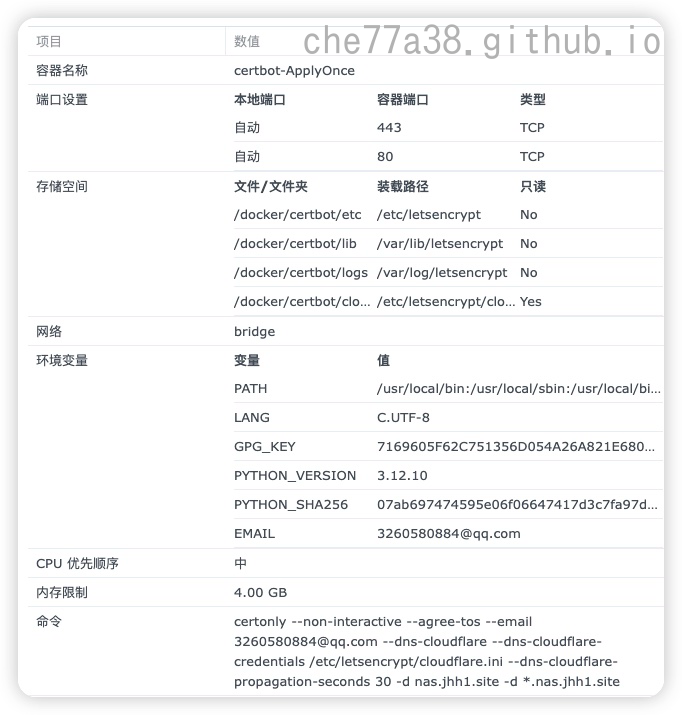 che77a38.github.io
项目 数值
容器名称 certbot-ApplyOnce
端口设置 本地端口 容器端口 类型
自动 443 TCP
自动 80 TCP
存储空间 文件/文件夹 装载路径 只读
/docker/certbot/etc /etc/letsencrypt No
/docker/certbot/lib /var/lib/letsencrypt No
/docker/certbot/logs /var/log/letsencrypt No
/docker/certbot/clo... /etc/letsencrypt/clo... Yes
网络 bridge
环境变量 变量 值
PATH /usr/local/bin:/usr/local/sbin:/usr/local/bi...
LANG C.UTF-8
GPG_KEY 7169605F62C751356D054A26A821E680...
PYTHON_VERSION 3.12.10
PYTHON_SHA256 07ab697474595e06f06647417d3c7fa97d...
EMAIL 3260580884@qq.com
CPU 优先顺序 中
内存限制 4.00 GB
命令 certonly --non-interactive --agree-tos --email
3260580884@qq.com --dns-cloudflare --dns-cloudflare-
credentials /etc/letsencrypt/cloudflare.ini --dns-cloudflare-
propagation-seconds 30 -d nas.jhh1.site -d *.nas.jhh1.site